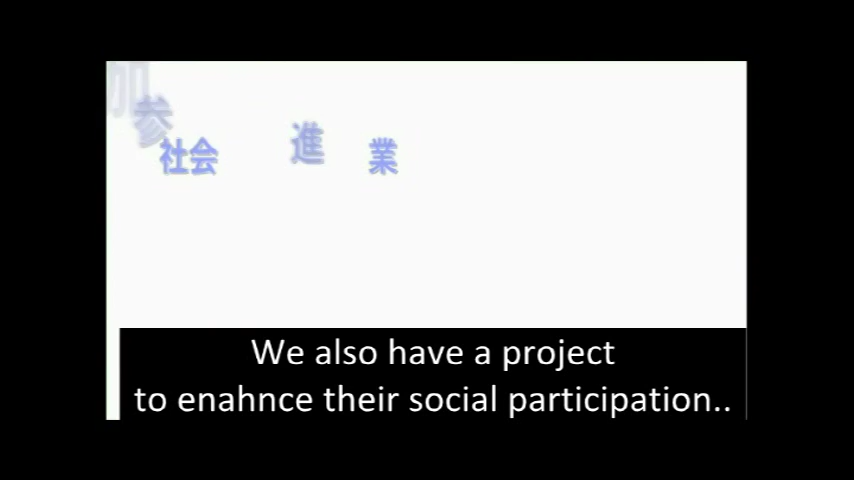 加
参
社会 進 業
We also have a project
to enahnce their social participation..